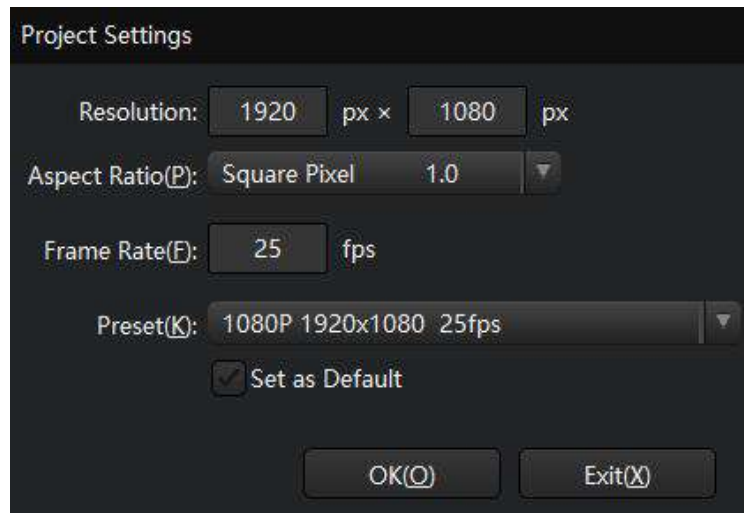 Project Settings
Resolution: 1920 px × 1080 px
Aspect Ratio(P): Square Pixel 1.0
Frame Rate(F): 25 fps
Preset(K): 1080P 1920x1080 25fps
Set as Default
OK(O) Exit(X)